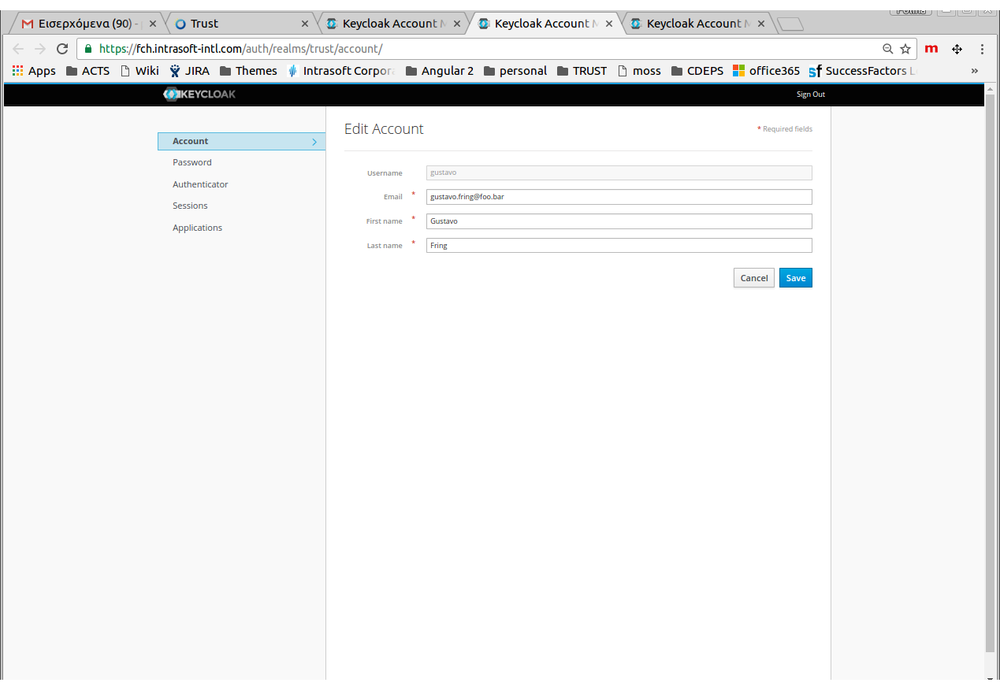 Εισερχόμενα (90) -
Trust
Keycloak Account M
Keycloak Account M
Keycloak Account M
https://fch.intrasoft-intl.com/auth/realms/trust/account/
m
Apps ACTS Wiki JIRA Themes Intrasoft Corpor Angular 2 personal TRUST moss CDEPS office365 SuccessFactors L »
KEYCLOAK Sign Out
Edit Account * Required fields
Account
Password
Authenticator
Sessions
Applications
Username gustavo
Email * gustavo.fring@foo.bar
First name * Gustavo
Last name * Fring
Cancel Save